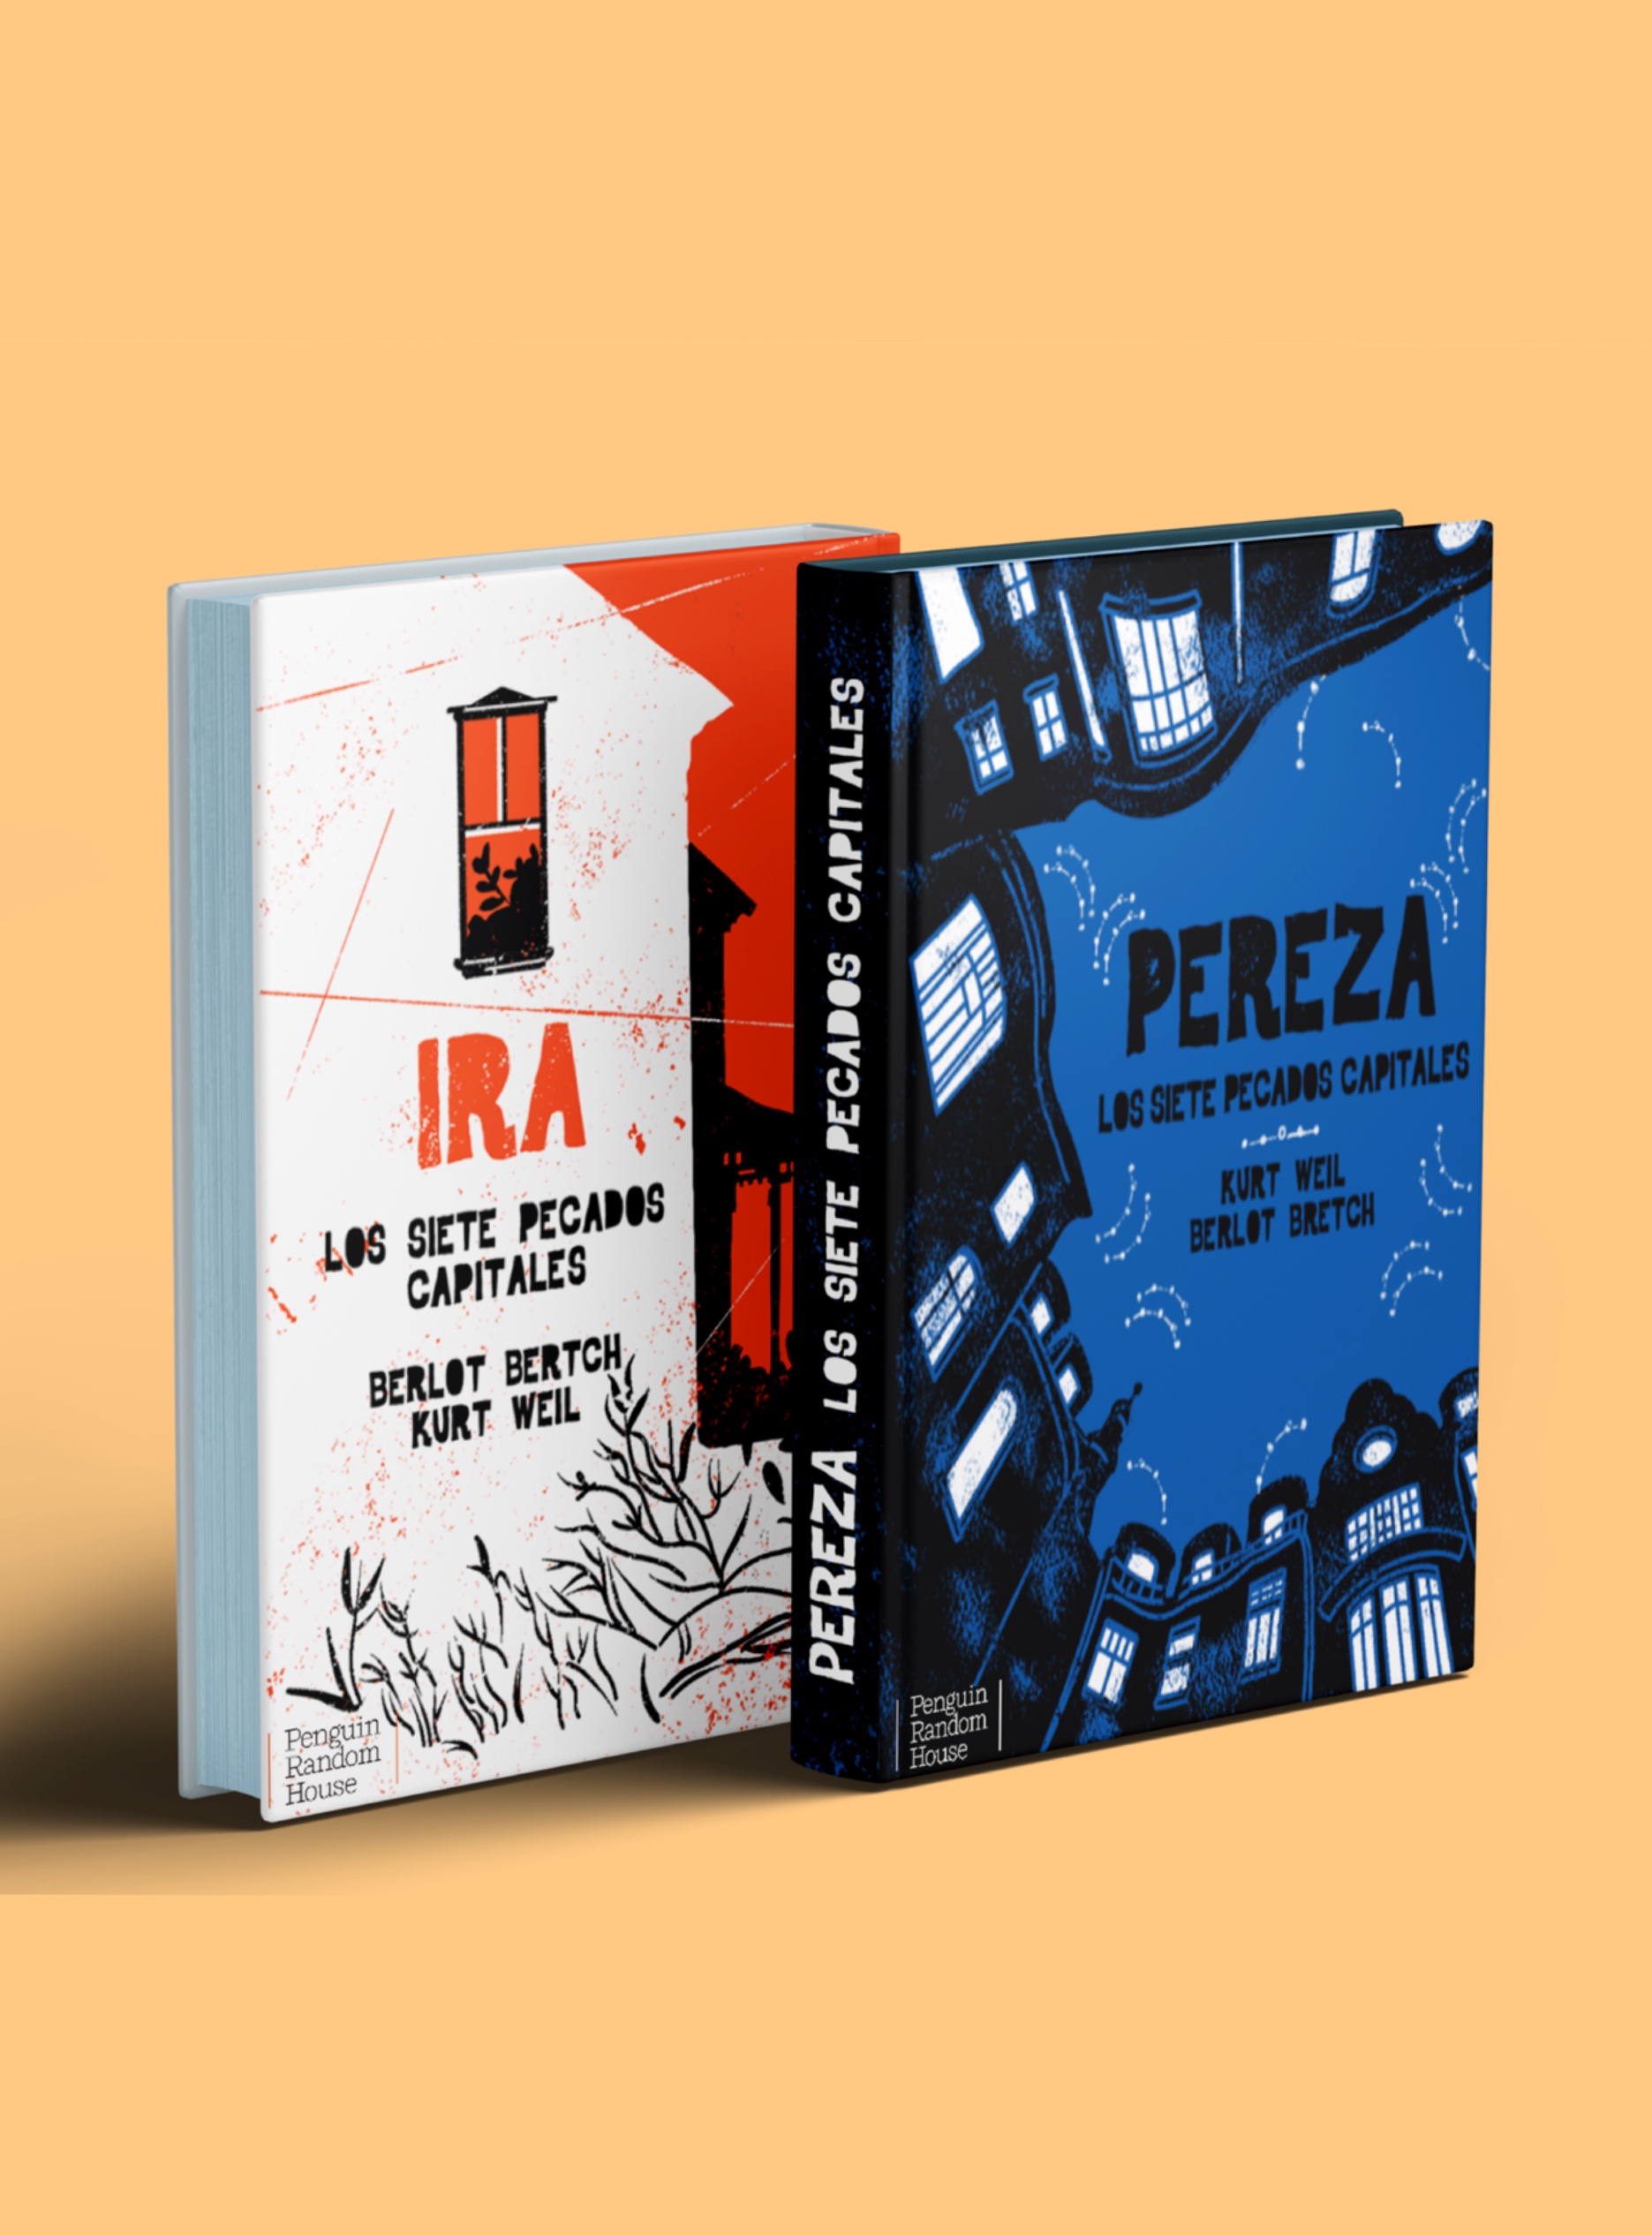 IRA
LOS SIETE PECADOS
CAPITALES
BERLOT BERTCH
KURT WEIL
Penguin
Random
House
PEREZA LOS SIETE PECADOS CAPITALES
PEREZA
LOS SIETE PECADOS CAPITALES
KURT WEIL
BERLOT BRETCH
Penguin
Random
House